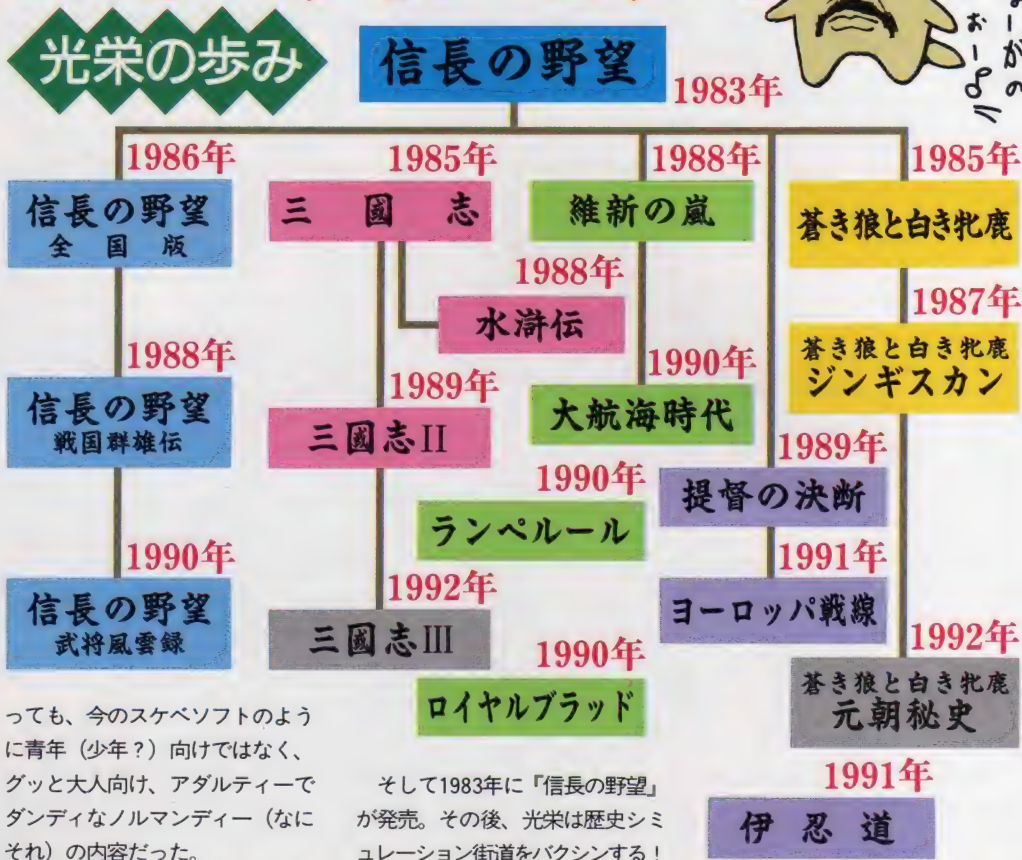 まーがの
おーぅ
光栄の歩み
信長の野望
1983年
1986年
信長の野望
全国版
1988年
信長の野望
戦国群雄伝
1990年
信長の野望
武将風雲録
1985年
三國志
1988年
水滸伝
1989年
三國志II
1992年
三國志III
1988年
維新の嵐
1990年
大航海時代
1990年
ランペルール
1990年
ロイヤルブラッド
1989年
提督の決断
1991年
ヨーロッパ戦線
1991年
伊忍道
1985年
蒼き狼と白き牝鹿
1987年
蒼き狼と白き牝鹿
ジンギスカン
1992年
蒼き狼と白き牝鹿
元朝秘史
っても、今のスケベソフトのよう
に青年（少年？）向けではなく、
グッと大人向け、アダルティーで
ダンディなノルマンディー（なに
それ）の内容だった。
そして1983年に『信長の野望』
が発売。その後、光栄は歴史シミ
ュレーション街道をバクシンする！